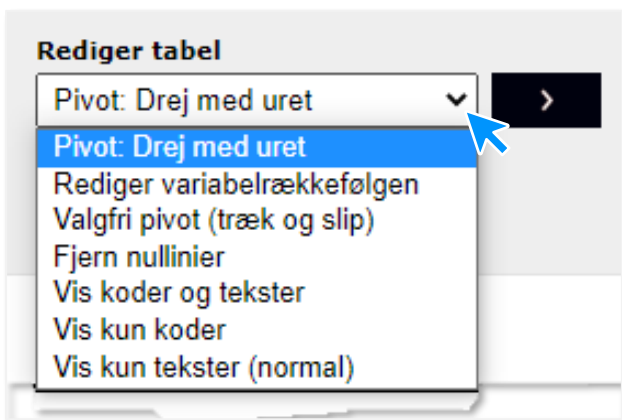 Rediger tabel
Pivot: Drej med uret
Pivot: Drej med uret
Rediger variabelrækkefølgen
Valgfri pivot (træk og slip)
Fjern nullinier
Vis koder og tekster
Vis kun koder
Vis kun tekster (normal)